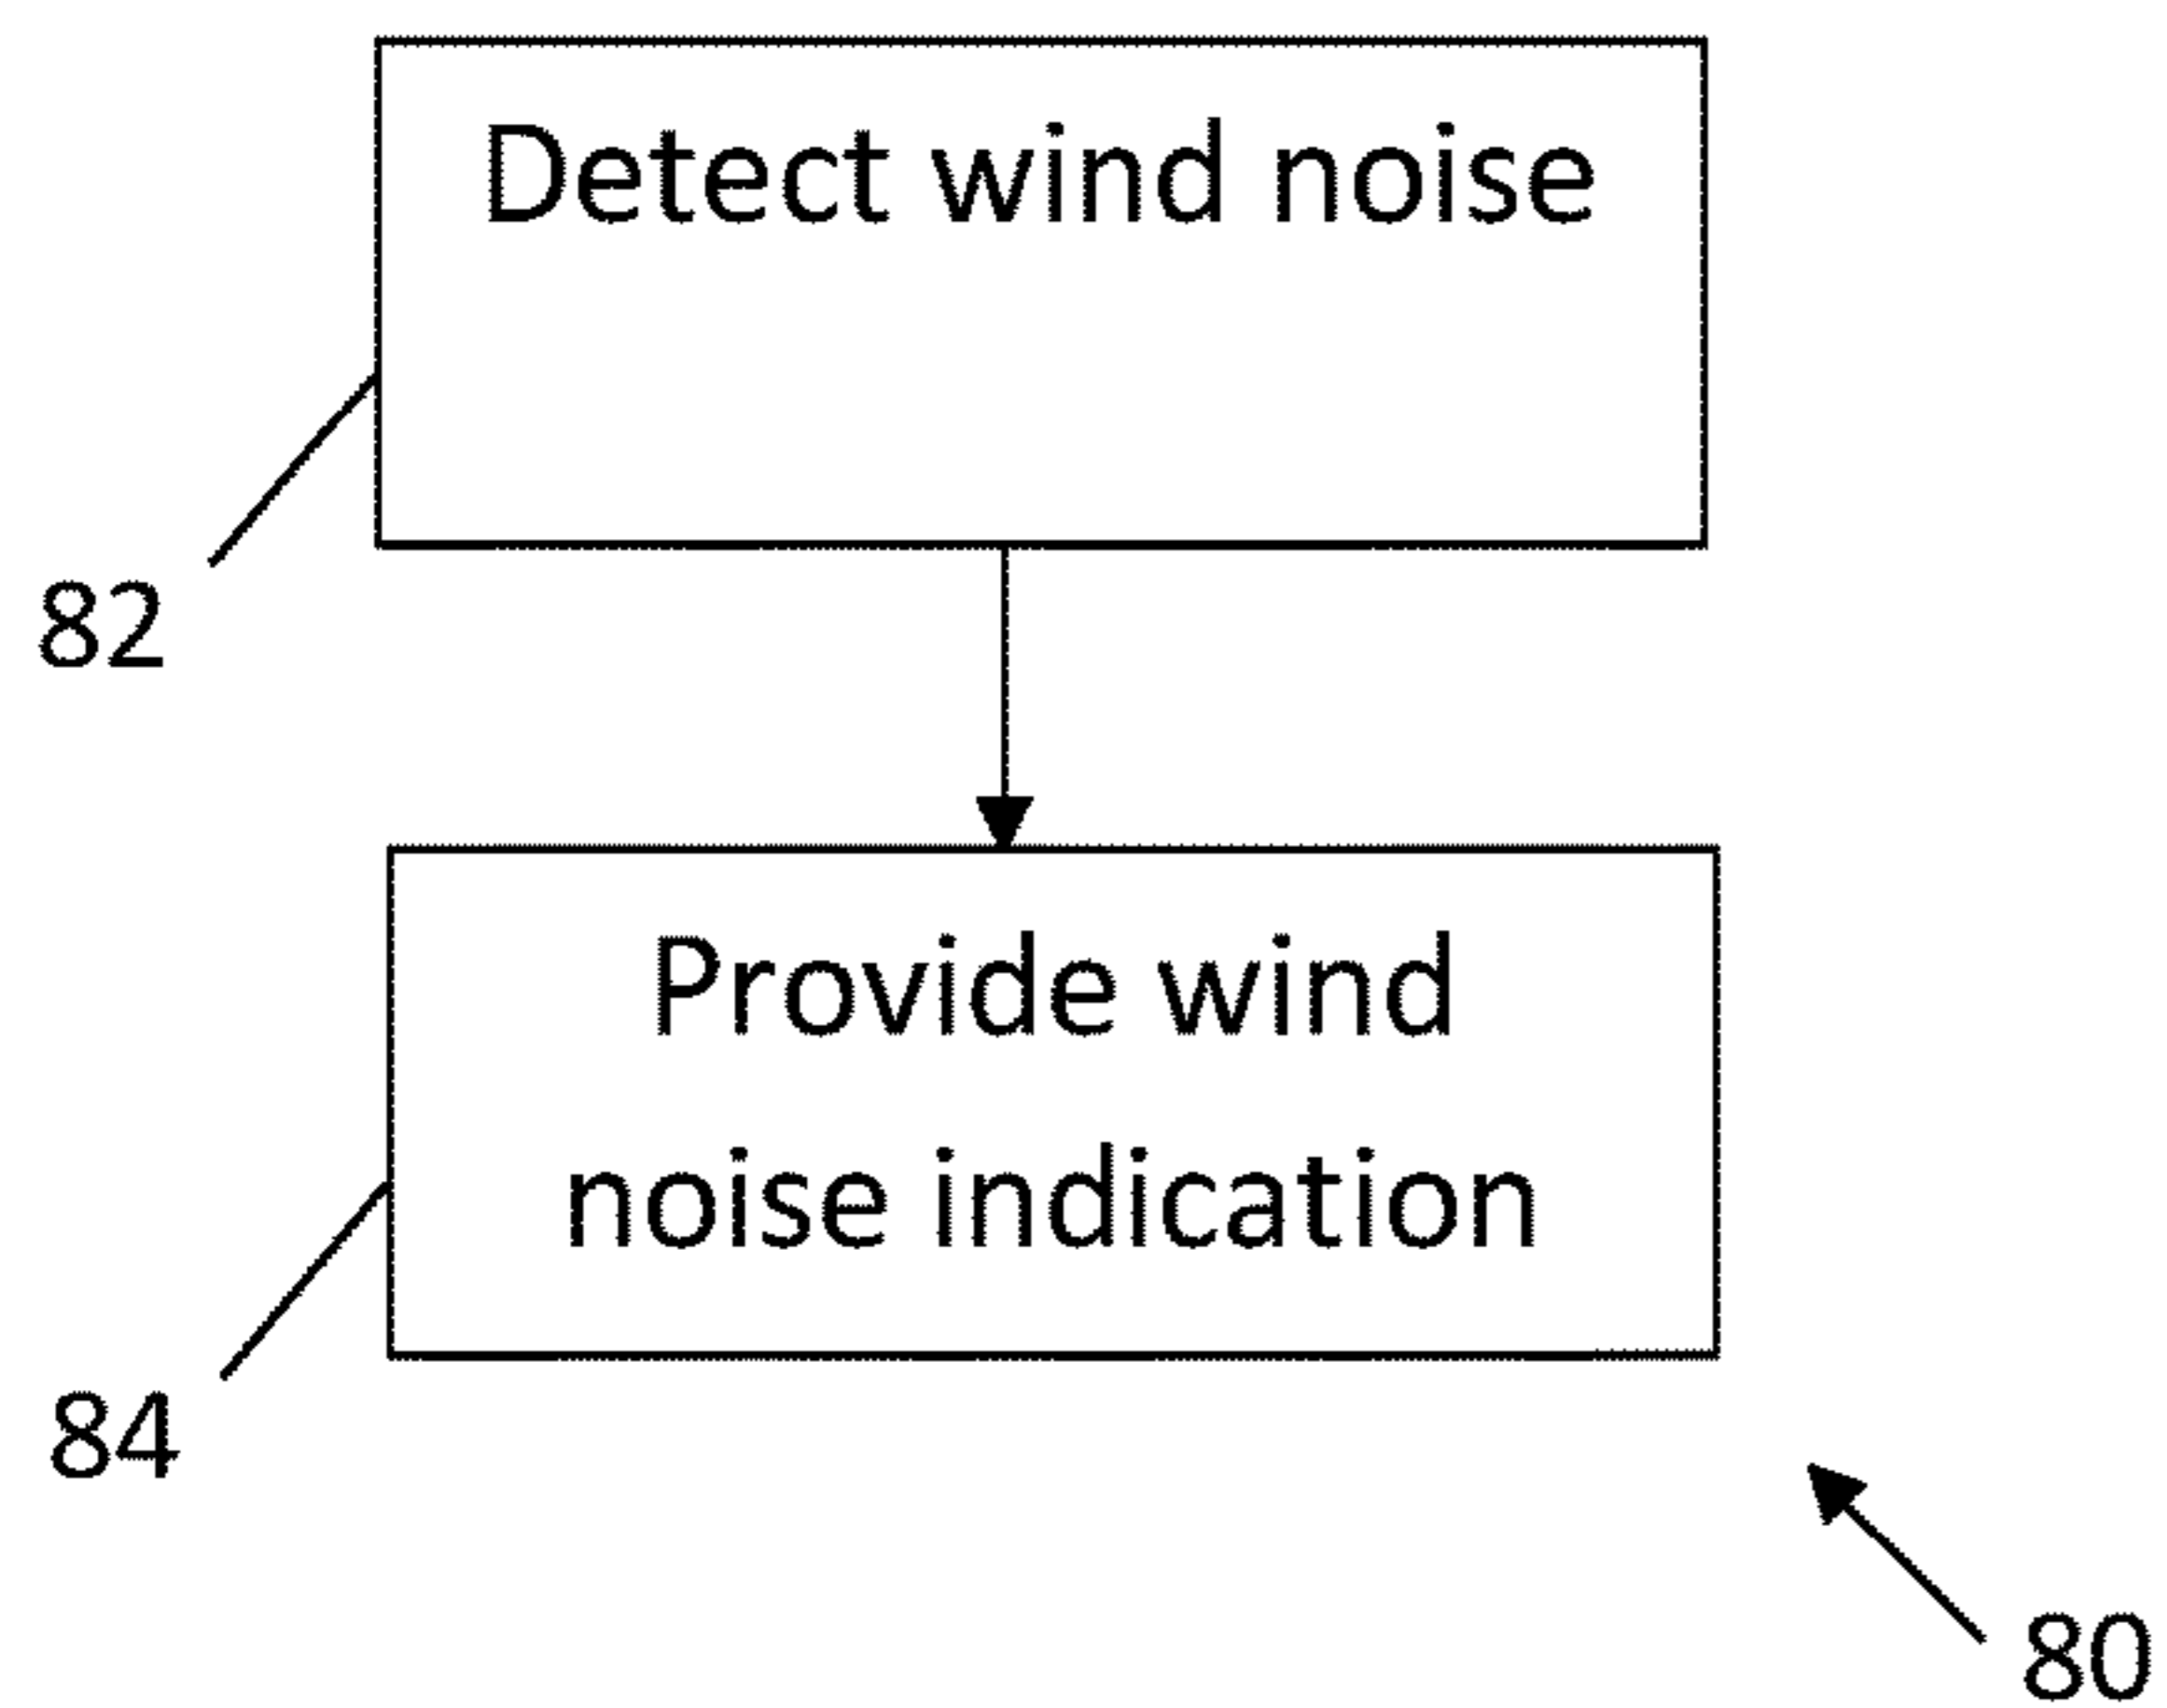 Detect wind noise
82
Provide wind
noise indication
84
80